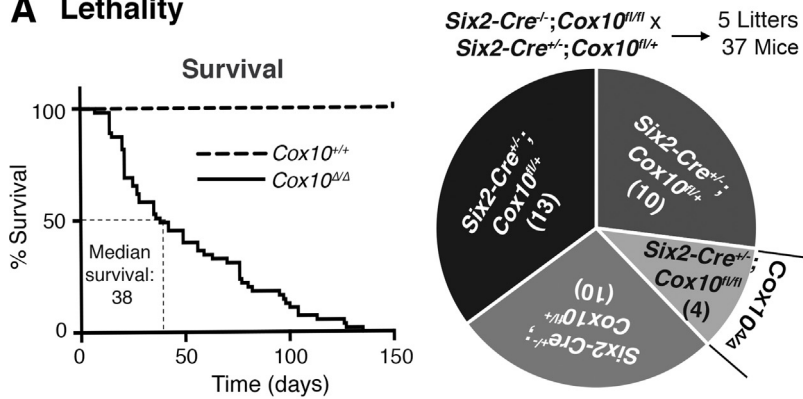 A Lethality
Survival
100
50
0
% Survival
Cox10+/+
Cox10Δ/Δ
Median
survival:
38
0 50 100 150
Time (days)
Six2-Cre-/-;Cox10fl/fl x
Six2-Cre+/-;Cox10fl/+
5 Litters
37 Mice
Six2-Cre+/-;
Cox10fl/+
(13)
Six2-Cre+/-;
Cox10fl/+
(10)
Six2-Cre+/-;
Cox10fl/fl
(4)
Cox10Δ/Δ
Six2-Cre+/-;
Cox10fl/+
(10)